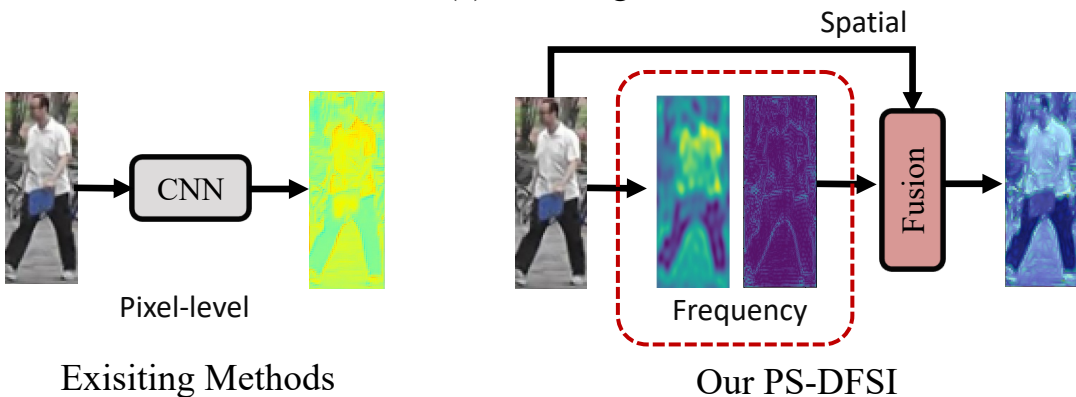 Spatial
CNN
Fusion
Pixel-level
Frequency
Exisiting Methods
Our PS-DFSI